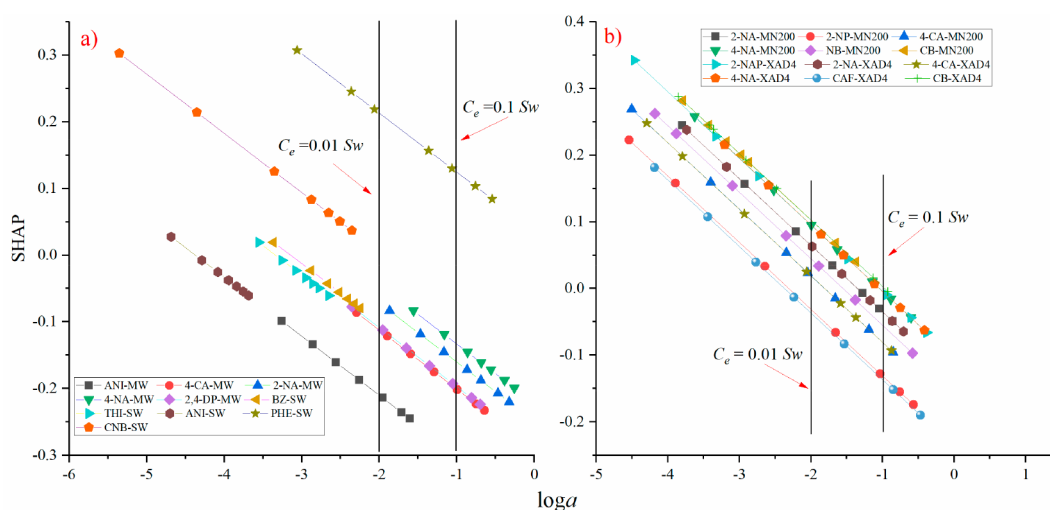 a)
SHAP
0.3
0.2
0.1
0.0
-0.1
-0.2
-0.3
-6 -5 -4 -3 -2 -1 0
Cₑ = 0.01 Sw
Cₑ =0.1 Sw
ANI-MW 4-CA-MW 2-NA-MW
4-NA-MW 2,4-DP-MW BZ-SW
THI-SW ANI-SW PHE-SW
CNB-SW
b)
0.4
0.3
0.2
0.1
0.0
-0.1
-0.2
-5 -4 -3 -2 -1 0 1
2-NA-MN200 2-NP-MN200 4-CA-MN200
4-NA-MN200 NB-MN200 CB-MN200
2-NAP-XAD4 2-NA-XAD4 4-CA-XAD4
4-NA-XAD4 CAF-XAD4 CB-XAD4
Cₑ = 0.1 Sw
Cₑ = 0.01 Sw
loga